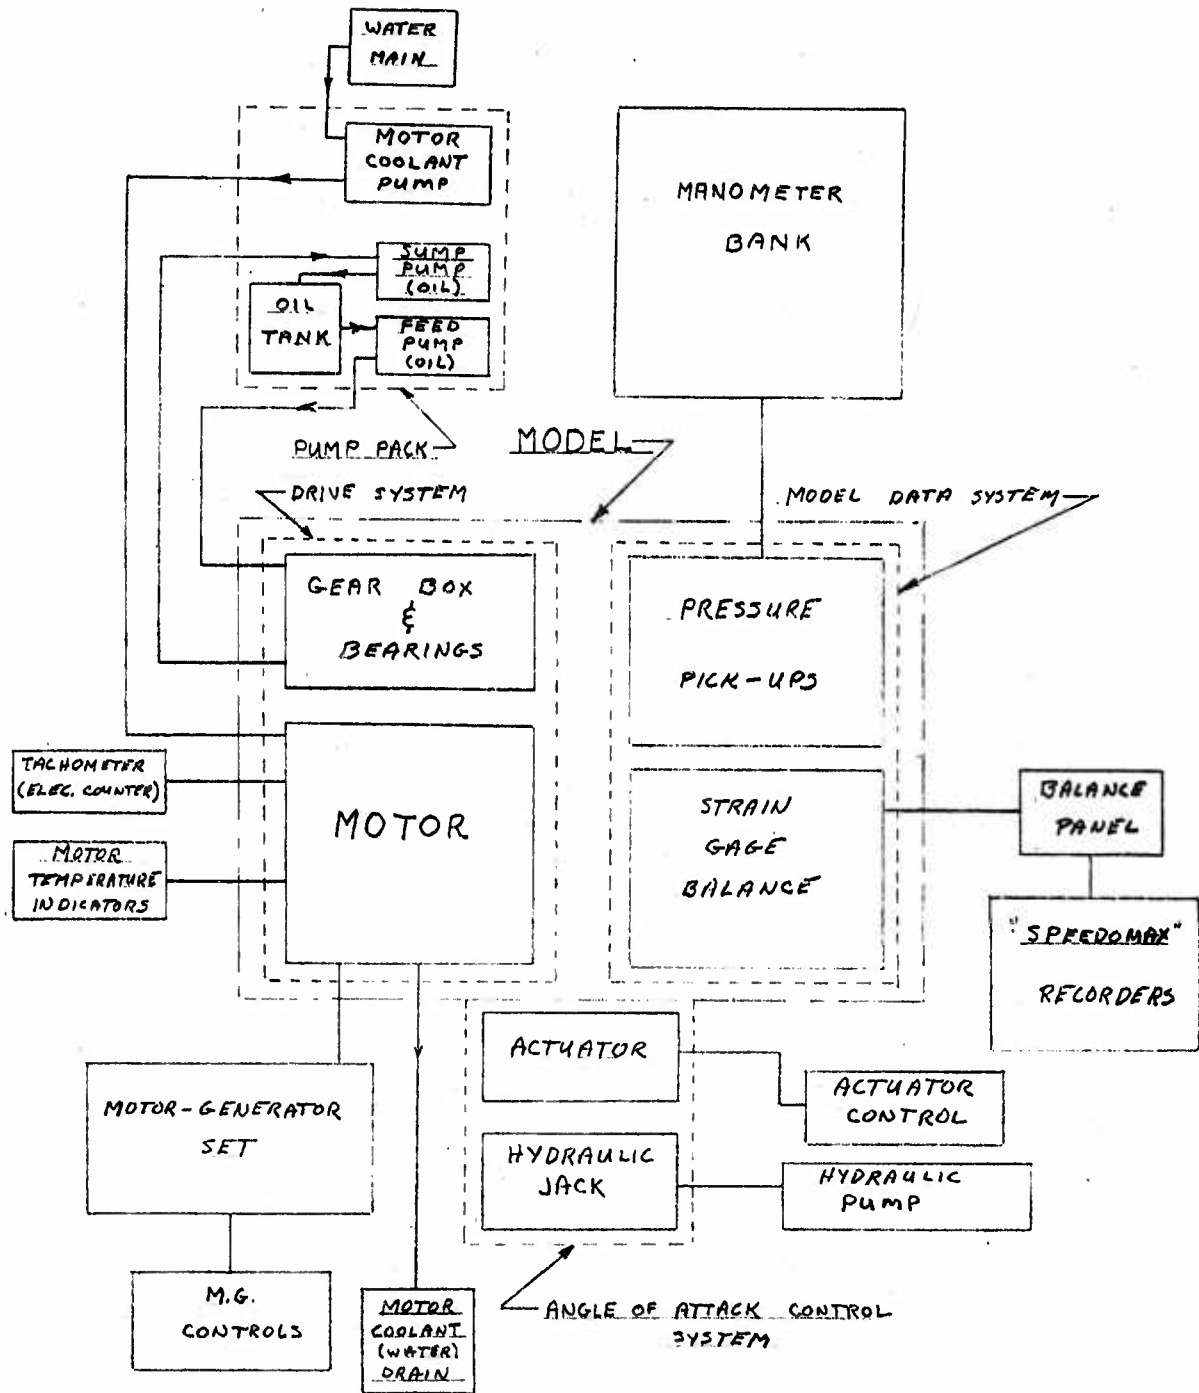 WATER
MAIN
MOTOR
COOLANT
PUMP
SUMP
PUMP
(OIL)
OIL
TANK
FEED
PUMP
(OIL)
PUMP PACK
MANOMETER
BANK
MODEL
DRIVE SYSTEM
MODEL DATA SYSTEM
GEAR BOX
&
BEARINGS
PRESSURE
PICK-UPS
TACHOMETER
(ELEC. COUNTER)
MOTOR
TEMPERATURE
INDICATORS
MOTOR
STRAIN
GAGE
BALANCE
BALANCE
PANEL
"SPEEDOMAX"
RECORDERS
ACTUATOR
ACTUATOR
CONTROL
MOTOR-GENERATOR
SET
HYDRAULIC
JACK
HYDRAULIC
PUMP
M.G.
CONTROLS
MOTOR
COOLANT
(WATER)
DRAIN
ANGLE OF ATTACK CONTROL
SYSTEM